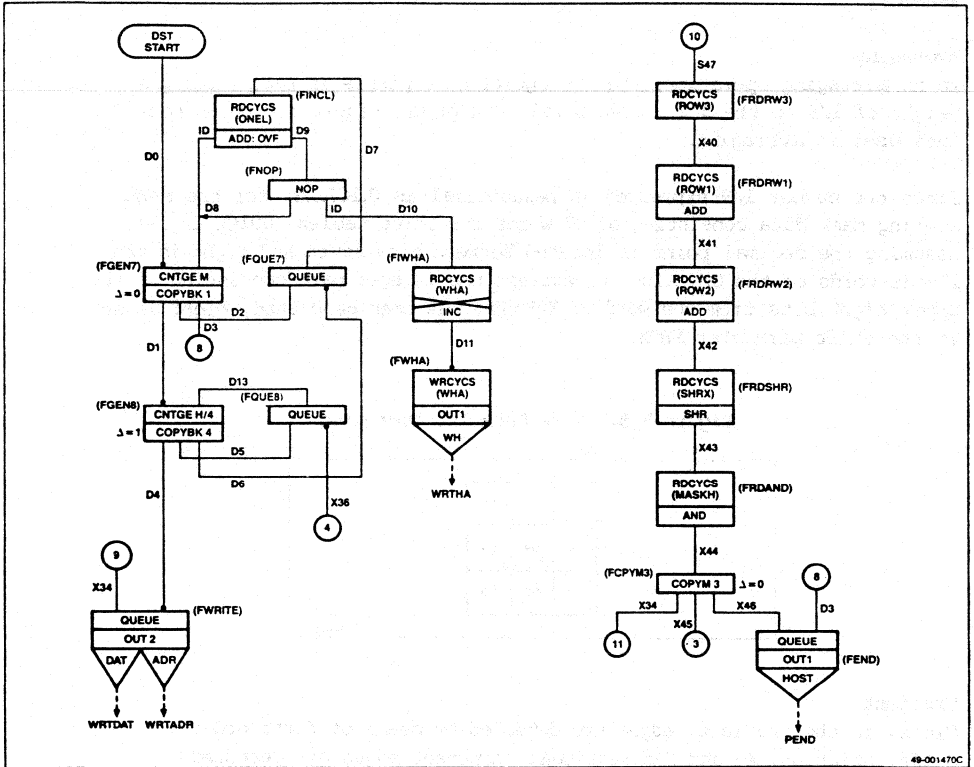 DST
START
D0
(FINCL)
RDCYCS
(ONEL)
ADD: OVF
ID
D9
D7
(FNOP)
NOP
D8
ID
D10
(FGEN7)
CNTGE M
COPYBK 1
Δ = 0
(FQUE7)
QUEUE
D2
D3
8
(FIWHA)
RDCYCS
(WHA)
INC
D11
D1
(FWHA)
WRCYCS
(WHA)
OUT1
WH
WRTHA
D13
(FQUE8)
QUEUE
(FGEN8)
CNTGE H/4
COPYBK 4
Δ = 1
D5
D6
X36
4
D4
9
X34
QUEUE
OUT 2
(FWRITE)
DAT
ADR
WRTDAT
WRTADR
10
S47
RDCYCS
(ROW3)
(FRDRW3)
X40
RDCYCS
(ROW1)
ADD
(FRDRW1)
X41
RDCYCS
(ROW2)
ADD
(FRDRW2)
X42
RDCYCS
(SHRX)
SHR
(FRDSHR)
X43
RDCYCS
(MASKH)
AND
(FRDAND)
X44
(FCPYM3)
COPYM 3
Δ = 0
X34
X45
X46
11
3
8
D3
QUEUE
OUT1
(FEND)
HOST
PEND
49-001470C